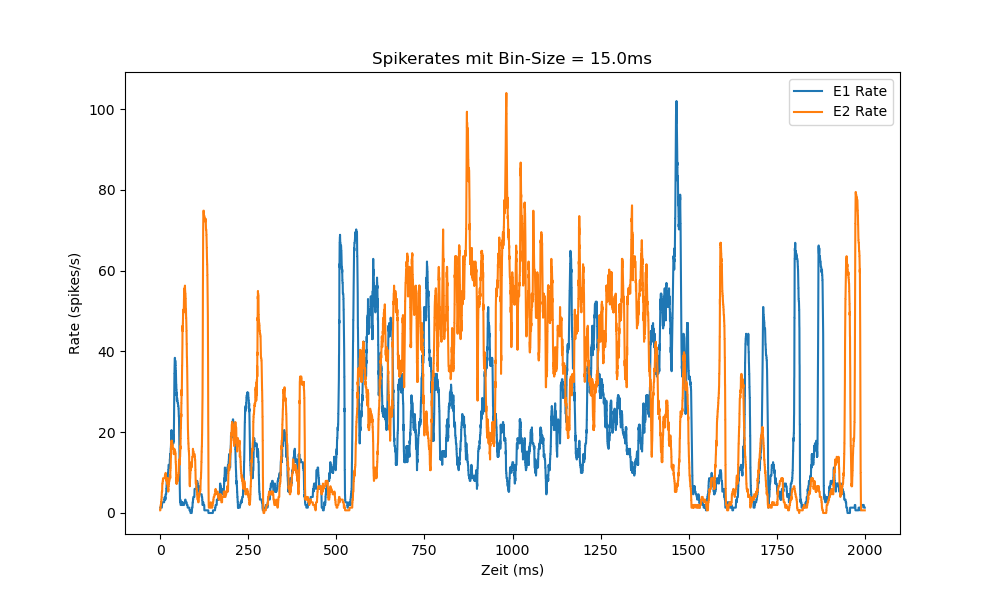 Spikerates mit Bin-Size = 15.0ms
E1 Rate
E2 Rate
100
80
60
40
20
0
Rate (spikes/s)
0 250 500 750 1000 1250 1500 1750 2000
Zeit (ms)